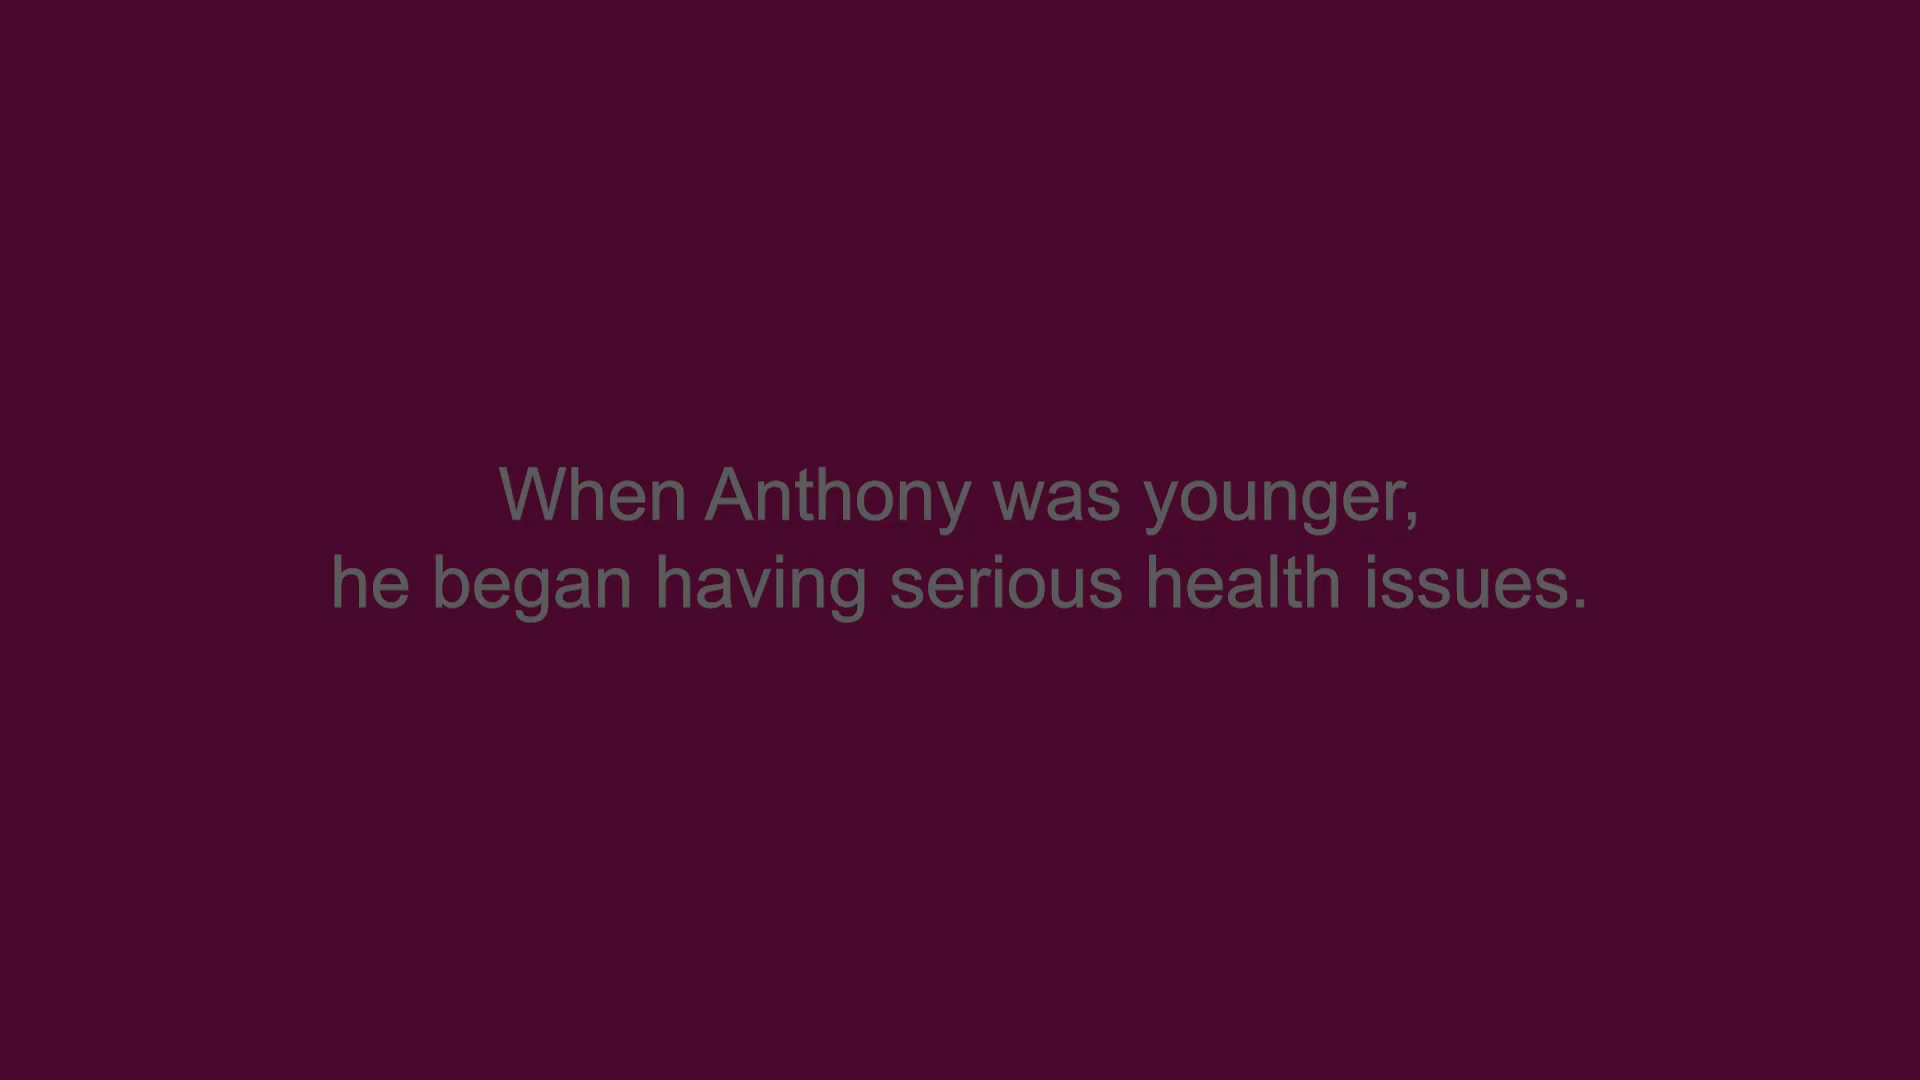 When Anthony was younger,
he began having serious health issues.